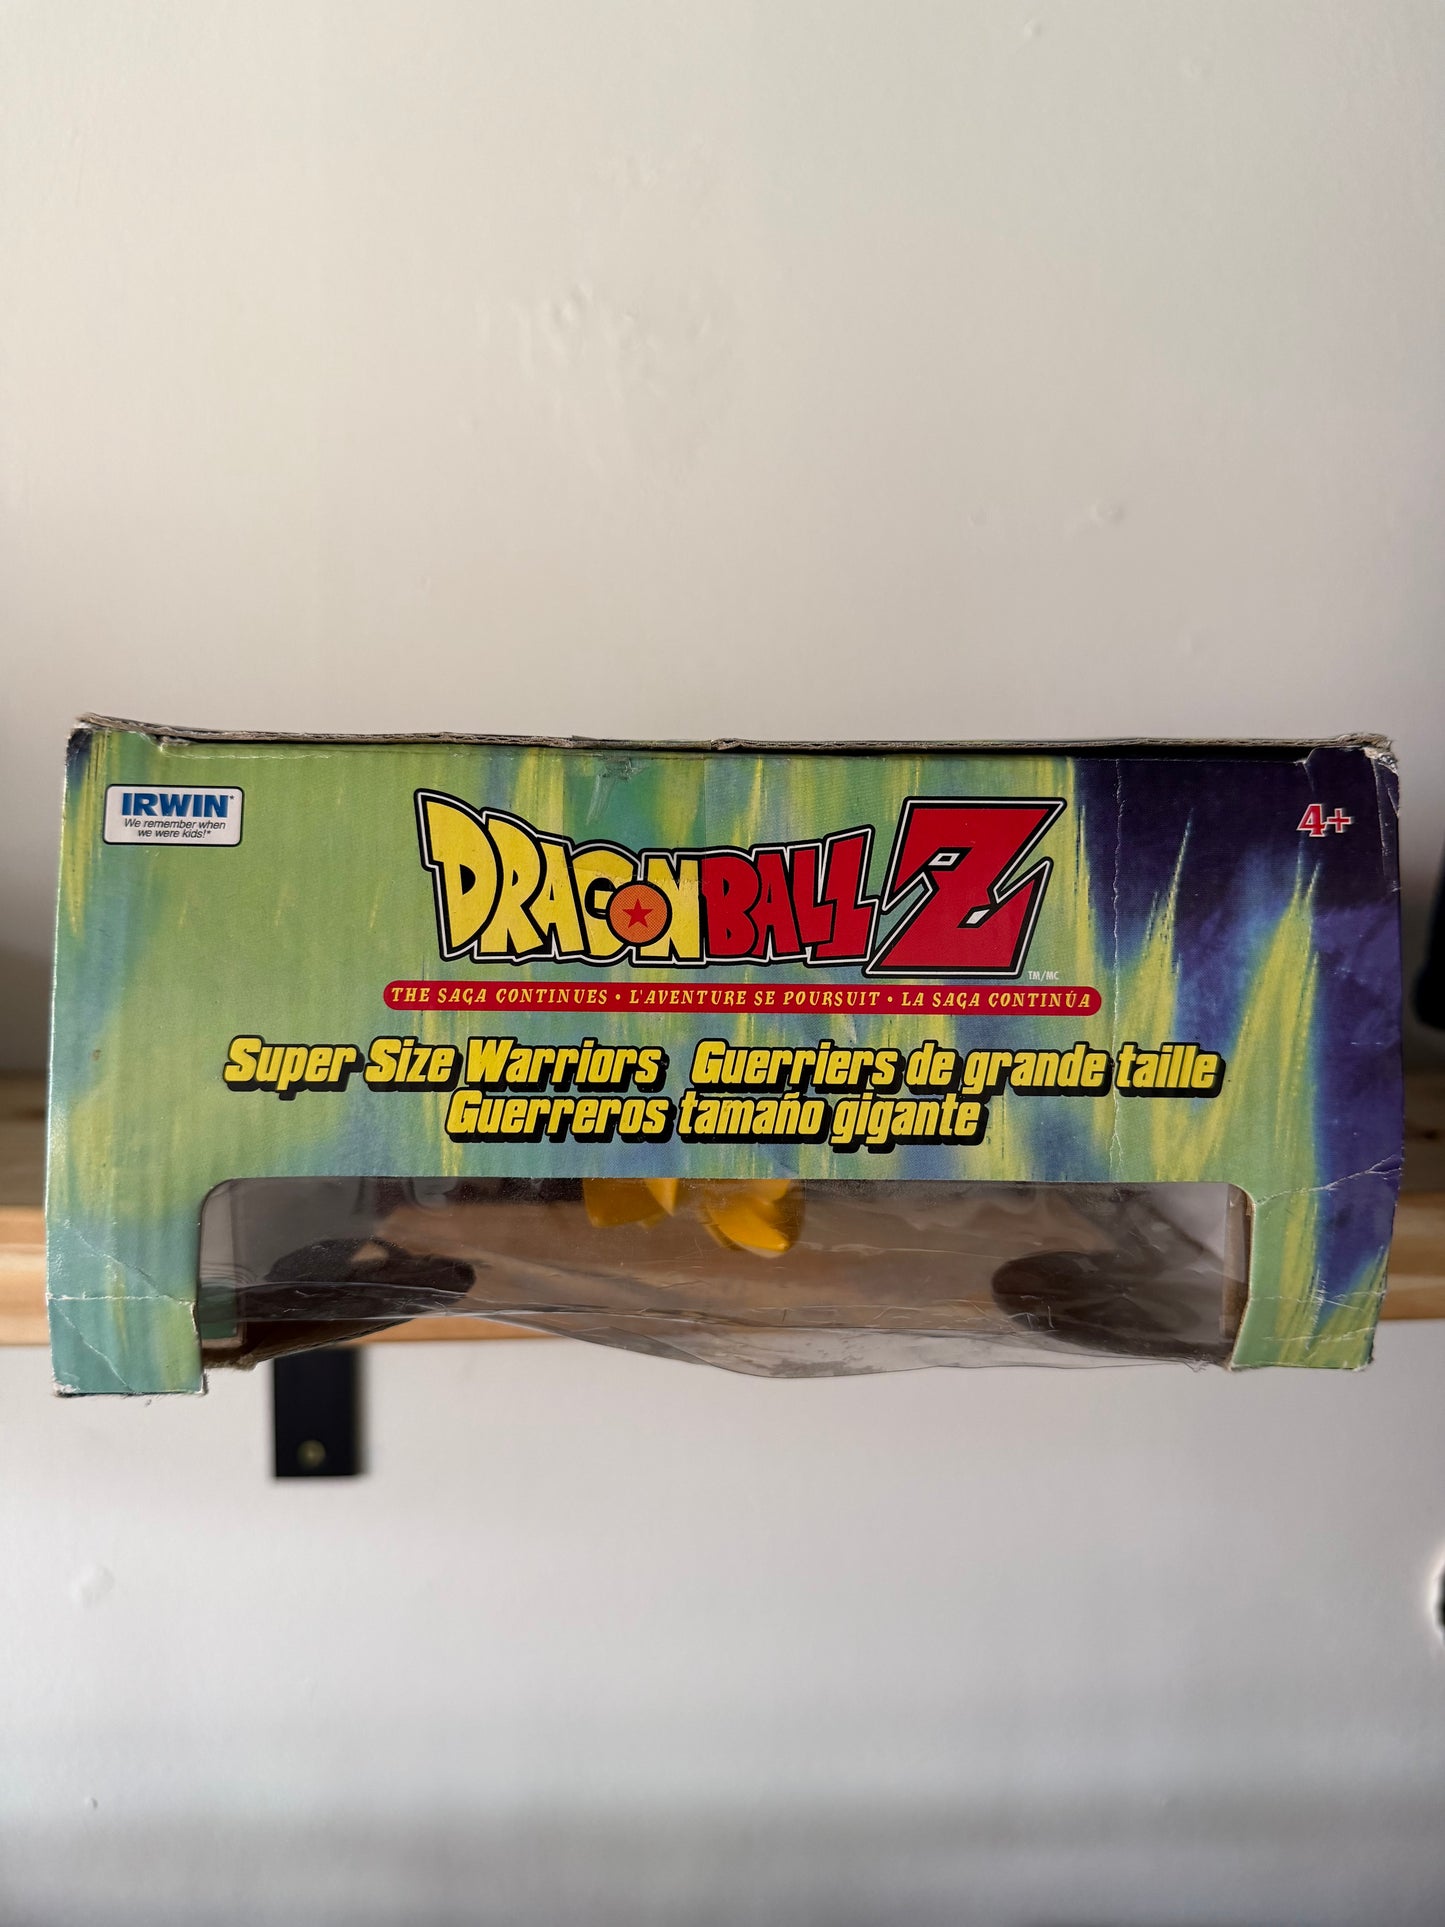 IRWIN*
We remember when
we were kids!*
4+
DRAGONBALL Z
TM/MC
THE SAGA CONTINUES • L'AVENTURE SE POURSUIT • LA SAGA CONTINÚA
Super Size Warriors Guerriers de grande taille
Guerreros tamaño gigante